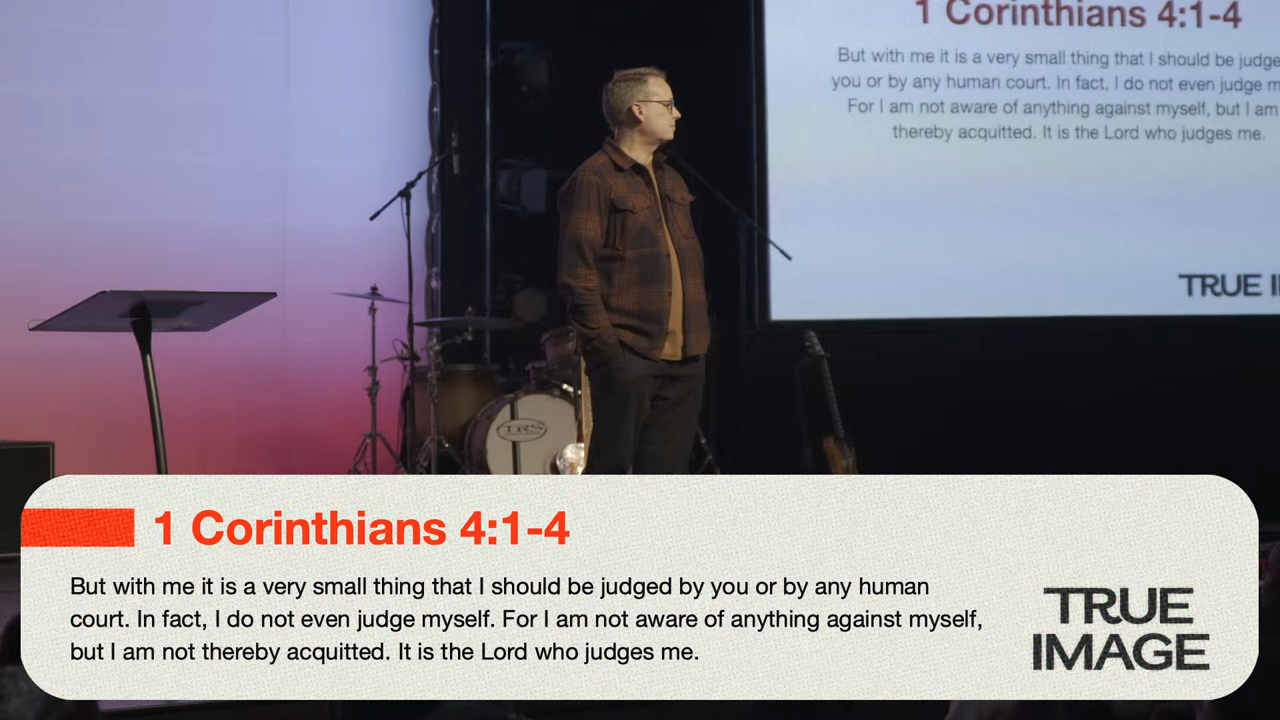 1 Corinthians 4:1-4
But with me it is a very small thing that I should be judge
you or by any human court. In fact, I do not even judge m
For I am not aware of anything against myself, but I am
thereby acquitted. It is the Lord who judges me.
TRUE I
TRS
1 Corinthians 4:1-4
But with me it is a very small thing that I should be judged by you or by any human
court. In fact, I do not even judge myself. For I am not aware of anything against myself,
but I am not thereby acquitted. It is the Lord who judges me.
TRUE
IMAGE